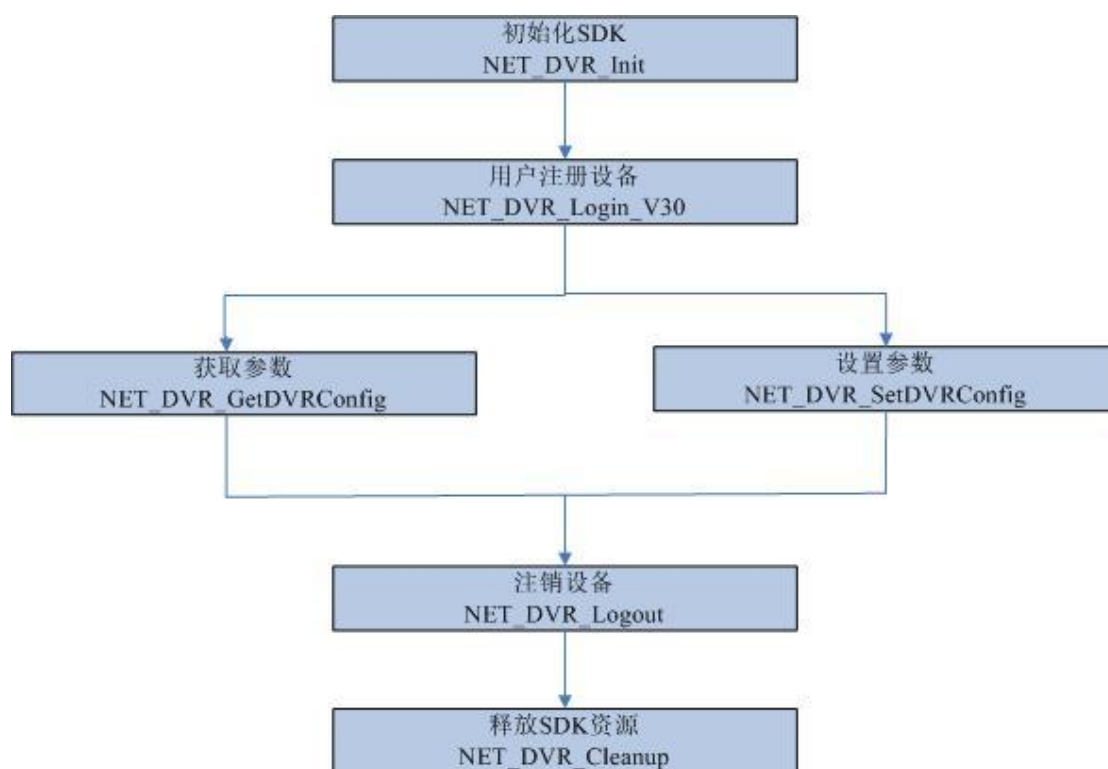 初始化SDK
NET_DVR_Init
用户注册设备
NET_DVR_Login_V30
获取参数
NET_DVR_GetDVRConfig
设置参数
NET_DVR_SetDVRConfig
注销设备
NET_DVR_Logout
释放SDK资源
NET_DVR_Cleanup